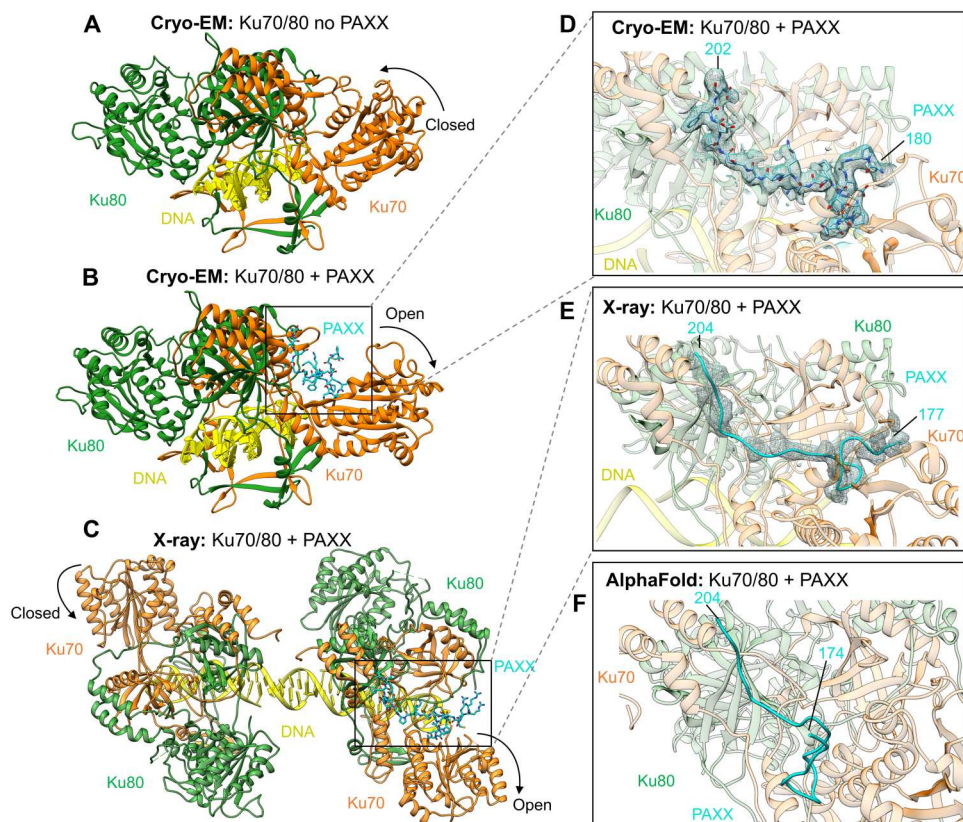 A
Cryo-EM: Ku70/80 no PAXX
Closed
Ku80
DNA
Ku70
B
Cryo-EM: Ku70/80 + PAXX
PAXX
Open
Ku80
DNA
Ku70
C
X-ray: Ku70/80 + PAXX
Closed
Ku70
Ku80
PAXX
DNA
Ku80
Ku70
Open
D
Cryo-EM: Ku70/80 + PAXX
202
PAXX
180
Ku70
Ku80
DNA
E
X-ray: Ku70/80 + PAXX
204
Ku80
PAXX
177
Ku70
DNA
F
AlphaFold: Ku70/80 + PAXX
204
174
Ku70
Ku80
PAXX